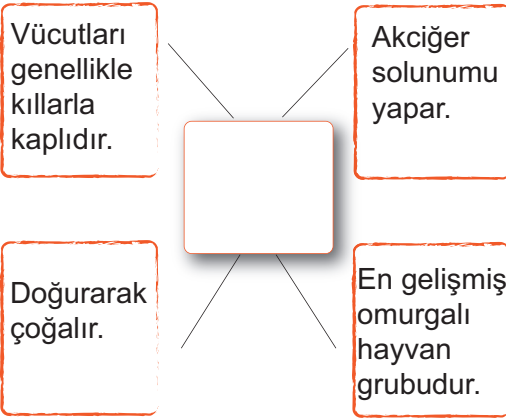 Vücutları
genellikle
kıllarla
kaplıdır.
Akciğer
solunumu
yapar.
Doğurarak
çoğalır.
En gelişmiş
omurgalı
hayvan
grubudur.